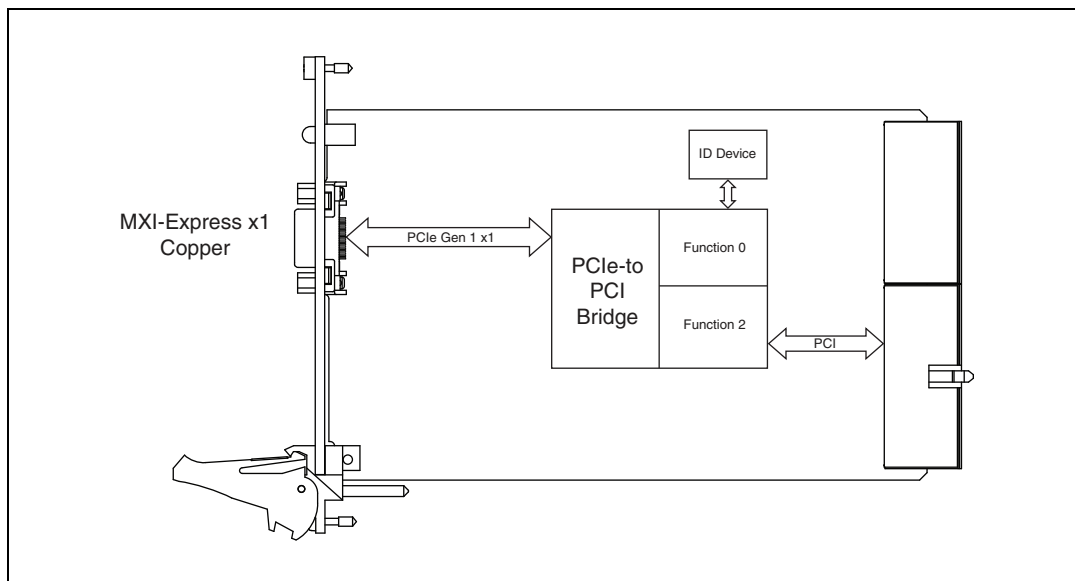 ID Device
MXI-Express x1
Copper
PCIe Gen 1 x1
PCIe-to
PCI
Bridge
Function 0
Function 2
PCI